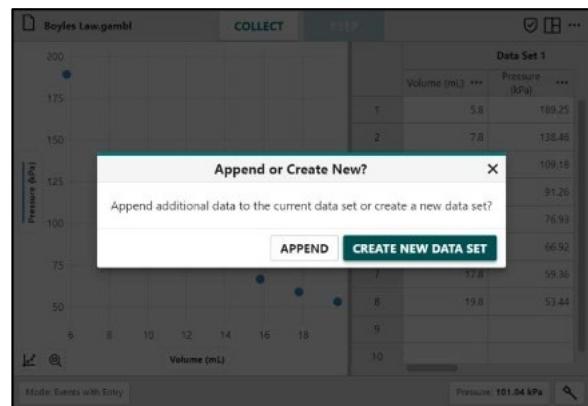 Boyles Law.gambl
COLLECT
KEEP
200
175
150
125
100
75
50
Pressure (kPa)
6 8 10 12 14 16 18
Volume (mL)
Data Set 1
Volume (mL) Pressure (kPa)
1 5.8 189.25
2 7.8 138.46
109.18
91.26
76.93
66.92
7 17.8 59.36
8 19.8 53.44
9
10
Append or Create New?
Append additional data to the current data set or create a new data set?
APPEND CREATE NEW DATA SET
Mode: Events with Entry
Pressure: 101.04 kPa